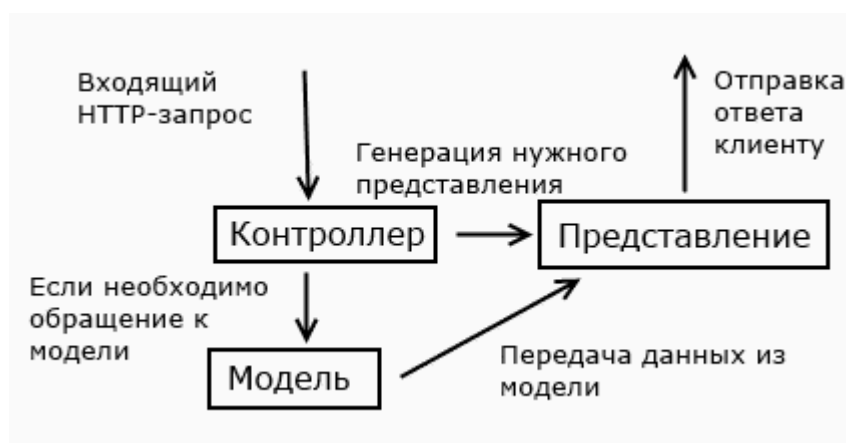 Входящий
HTTP-запрос
Отправка
ответа
клиенту
Генерация нужного
представления
Контроллер
Представление
Если необходимо
обращение к
модели
Модель
Передача данных из
модели